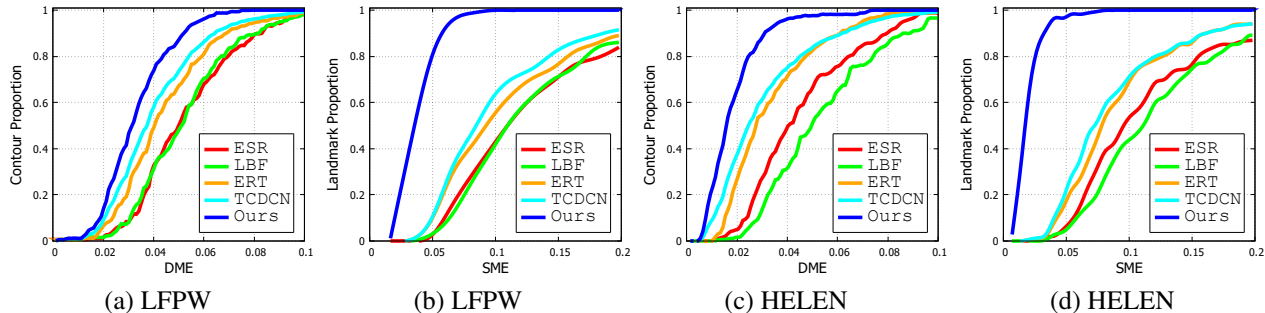 Contour Proportion
1
0.8
0.6
0.4
0.2
0
ESR
LBF
ERT
TCDCN
Ours
0 0.02 0.04 0.06 0.08 0.1
DME
(a) LFPW
Landmark Proportion
1
0.8
0.6
0.4
0.2
0
ESR
LBF
ERT
TCDCN
Ours
0 0.05 0.1 0.15 0.2
SME
(b) LFPW
Contour Proportion
1
0.8
0.6
0.4
0.2
0
ESR
LBF
ERT
TCDCN
Ours
0 0.02 0.04 0.06 0.08 0.1
DME
(c) HELEN
Landmark Proportion
1
0.8
0.6
0.4
0.2
0
ESR
LBF
ERT
TCDCN
Ours
0 0.05 0.1 0.15 0.2
SME
(d) HELEN